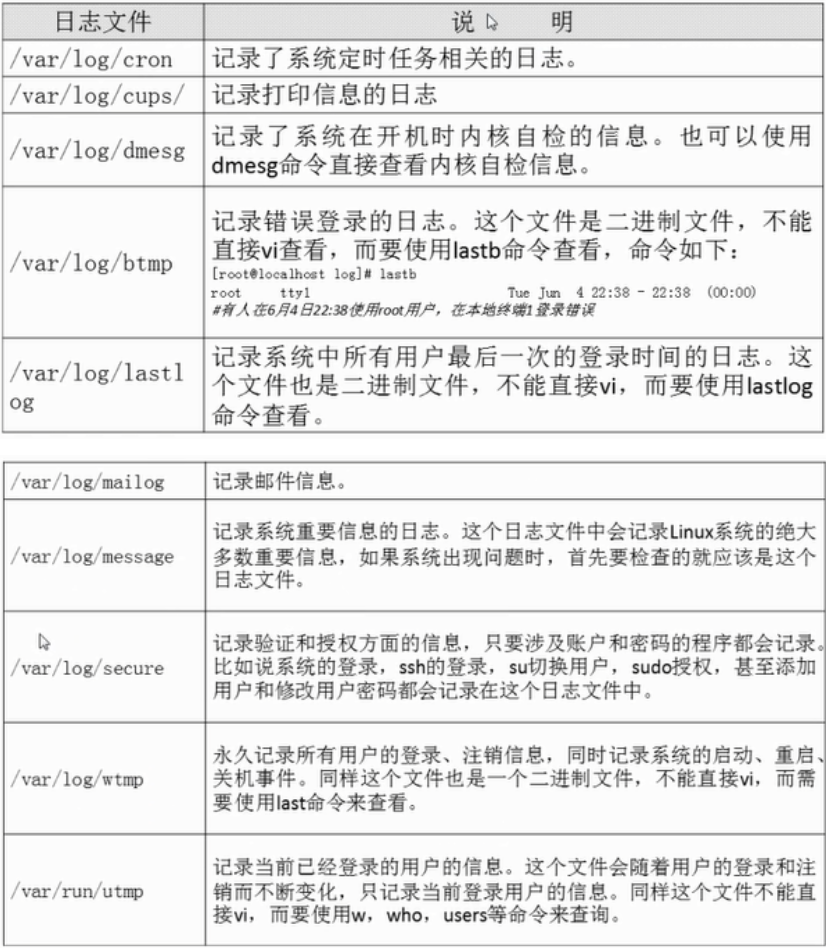 日志文件
说 明
/var/log/cron
记录了系统定时任务相关的日志。
/var/log/cups/
记录打印信息的日志
/var/log/dmesg
记录了系统在开机时内核自检的信息。也可以使用
dmesg命令直接查看内核自检信息。
/var/log/btmp
记录错误登录的日志。这个文件是二进制文件，不能
直接vi查看，而要使用lastb命令查看，命令如下：
[root@localhost log]# lastb
root tty1 Tue Jun 4 22:38 - 22:38 (00:00)
#有人在6月4日22:38使用root用户，在本地终端1登录错误
/var/log/lastl
og
记录系统中所有用户最后一次的登录时间的日志。这
个文件也是二进制文件，不能直接vi，而要使用lastlog
命令查看。
/var/log/mailog
记录邮件信息。
/var/log/message
记录系统重要信息的日志。这个日志文件中会记录Linux系统的绝大
多数重要信息，如果系统出现问题时，首先要检查的就应该是这个
日志文件。
/var/log/secure
记录验证和授权方面的信息，只要涉及账户和密码的程序都会记录。
比如说系统的登录，ssh的登录，su切换用户，sudo授权，甚至添加
用户和修改用户密码都会记录在这个日志文件中。
/var/log/wtmp
永久记录所有用户的登录、注销信息，同时记录系统的启动、重启、
关机事件。同样这个文件也是一个二进制文件，不能直接vi，而需
要使用last命令来查看。
/var/run/utmp
记录当前已经登录的用户的信息。这个文件会随着用户的登录和注
销而不断变化，只记录当前登录用户的信息。同样这个文件不能直
接vi，而要使用w，who，users等命令来查询。